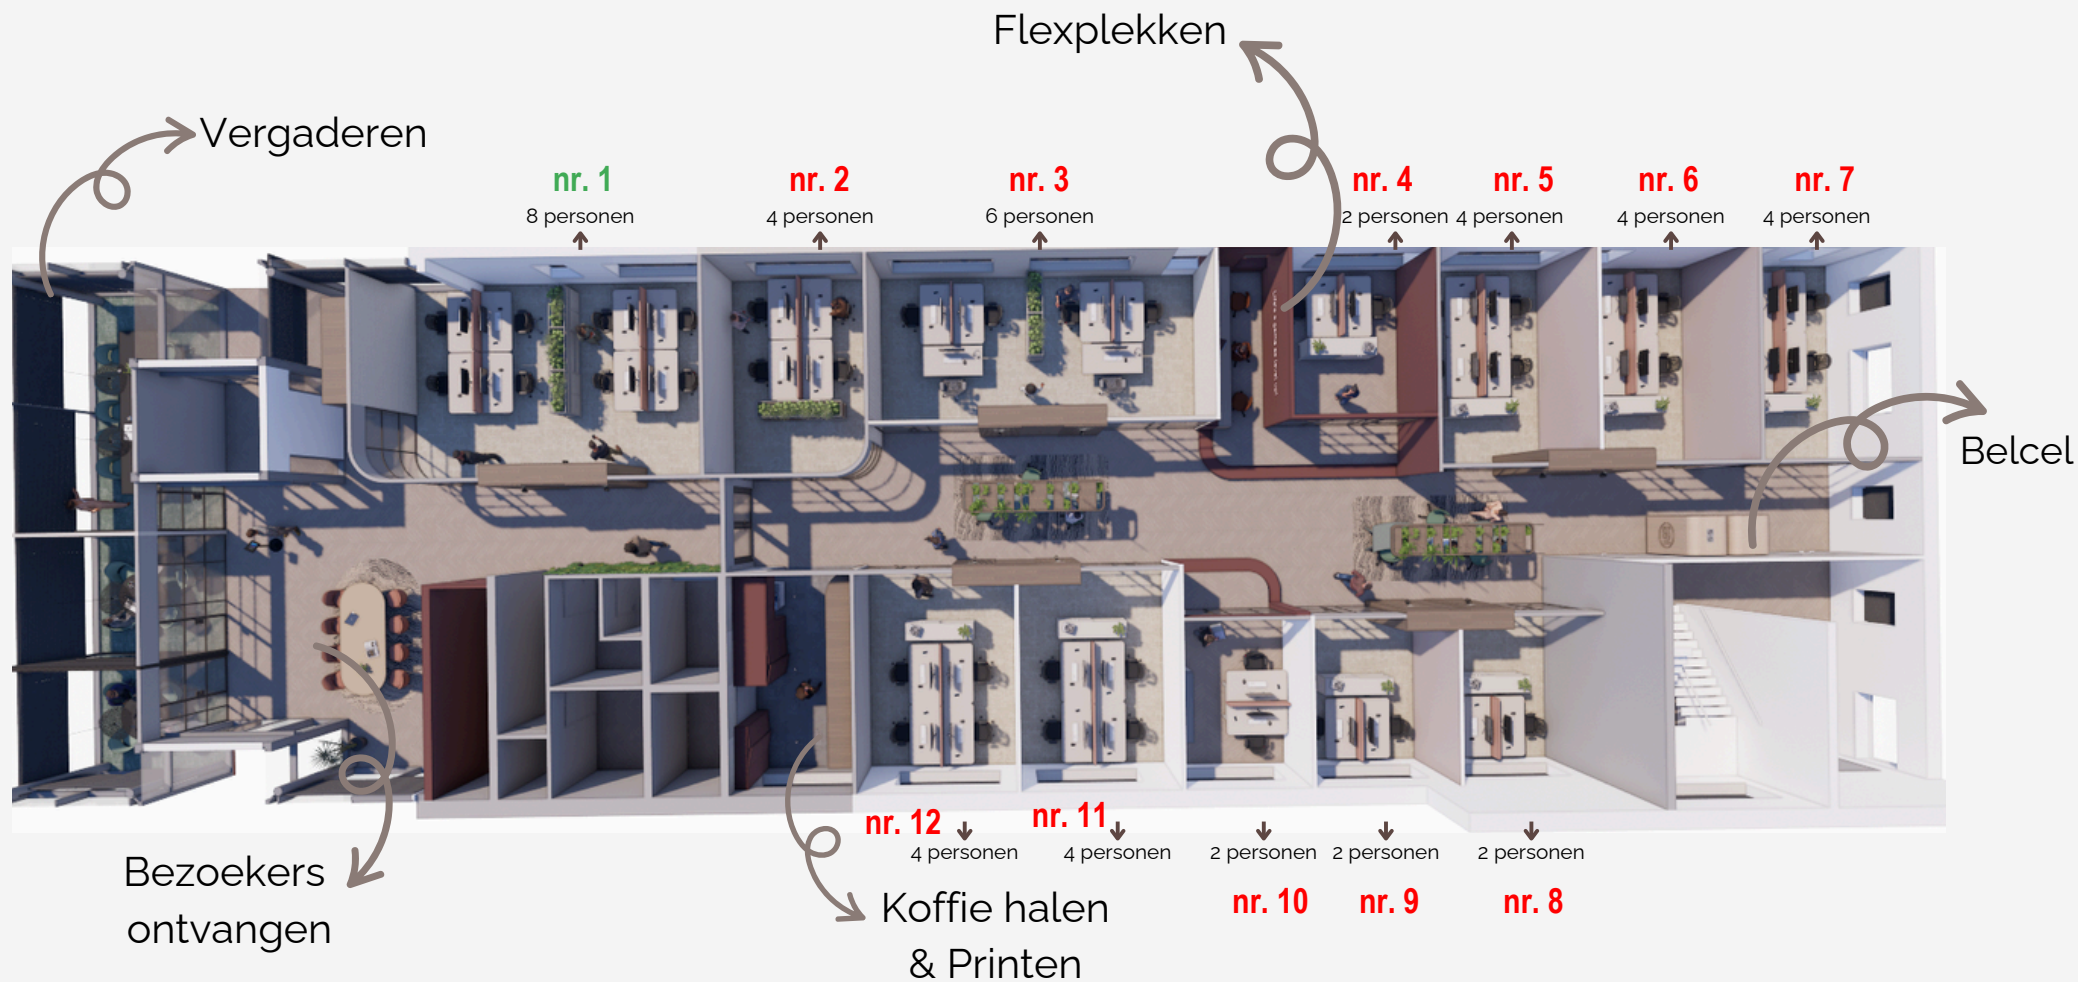 Flexplekken
Vergaderen
nr. 1
nr. 2
nr. 3
nr. 4
nr. 5
nr. 6
nr. 7
8 personen
4 personen
6 personen
2 personen
4 personen
4 personen
4 personen
Belcel
nr. 12
nr. 11
4 personen
4 personen
2 personen
2 personen
2 personen
nr. 10
nr. 9
nr. 8
Bezoekers
ontvangen
Koffie halen
& Printen